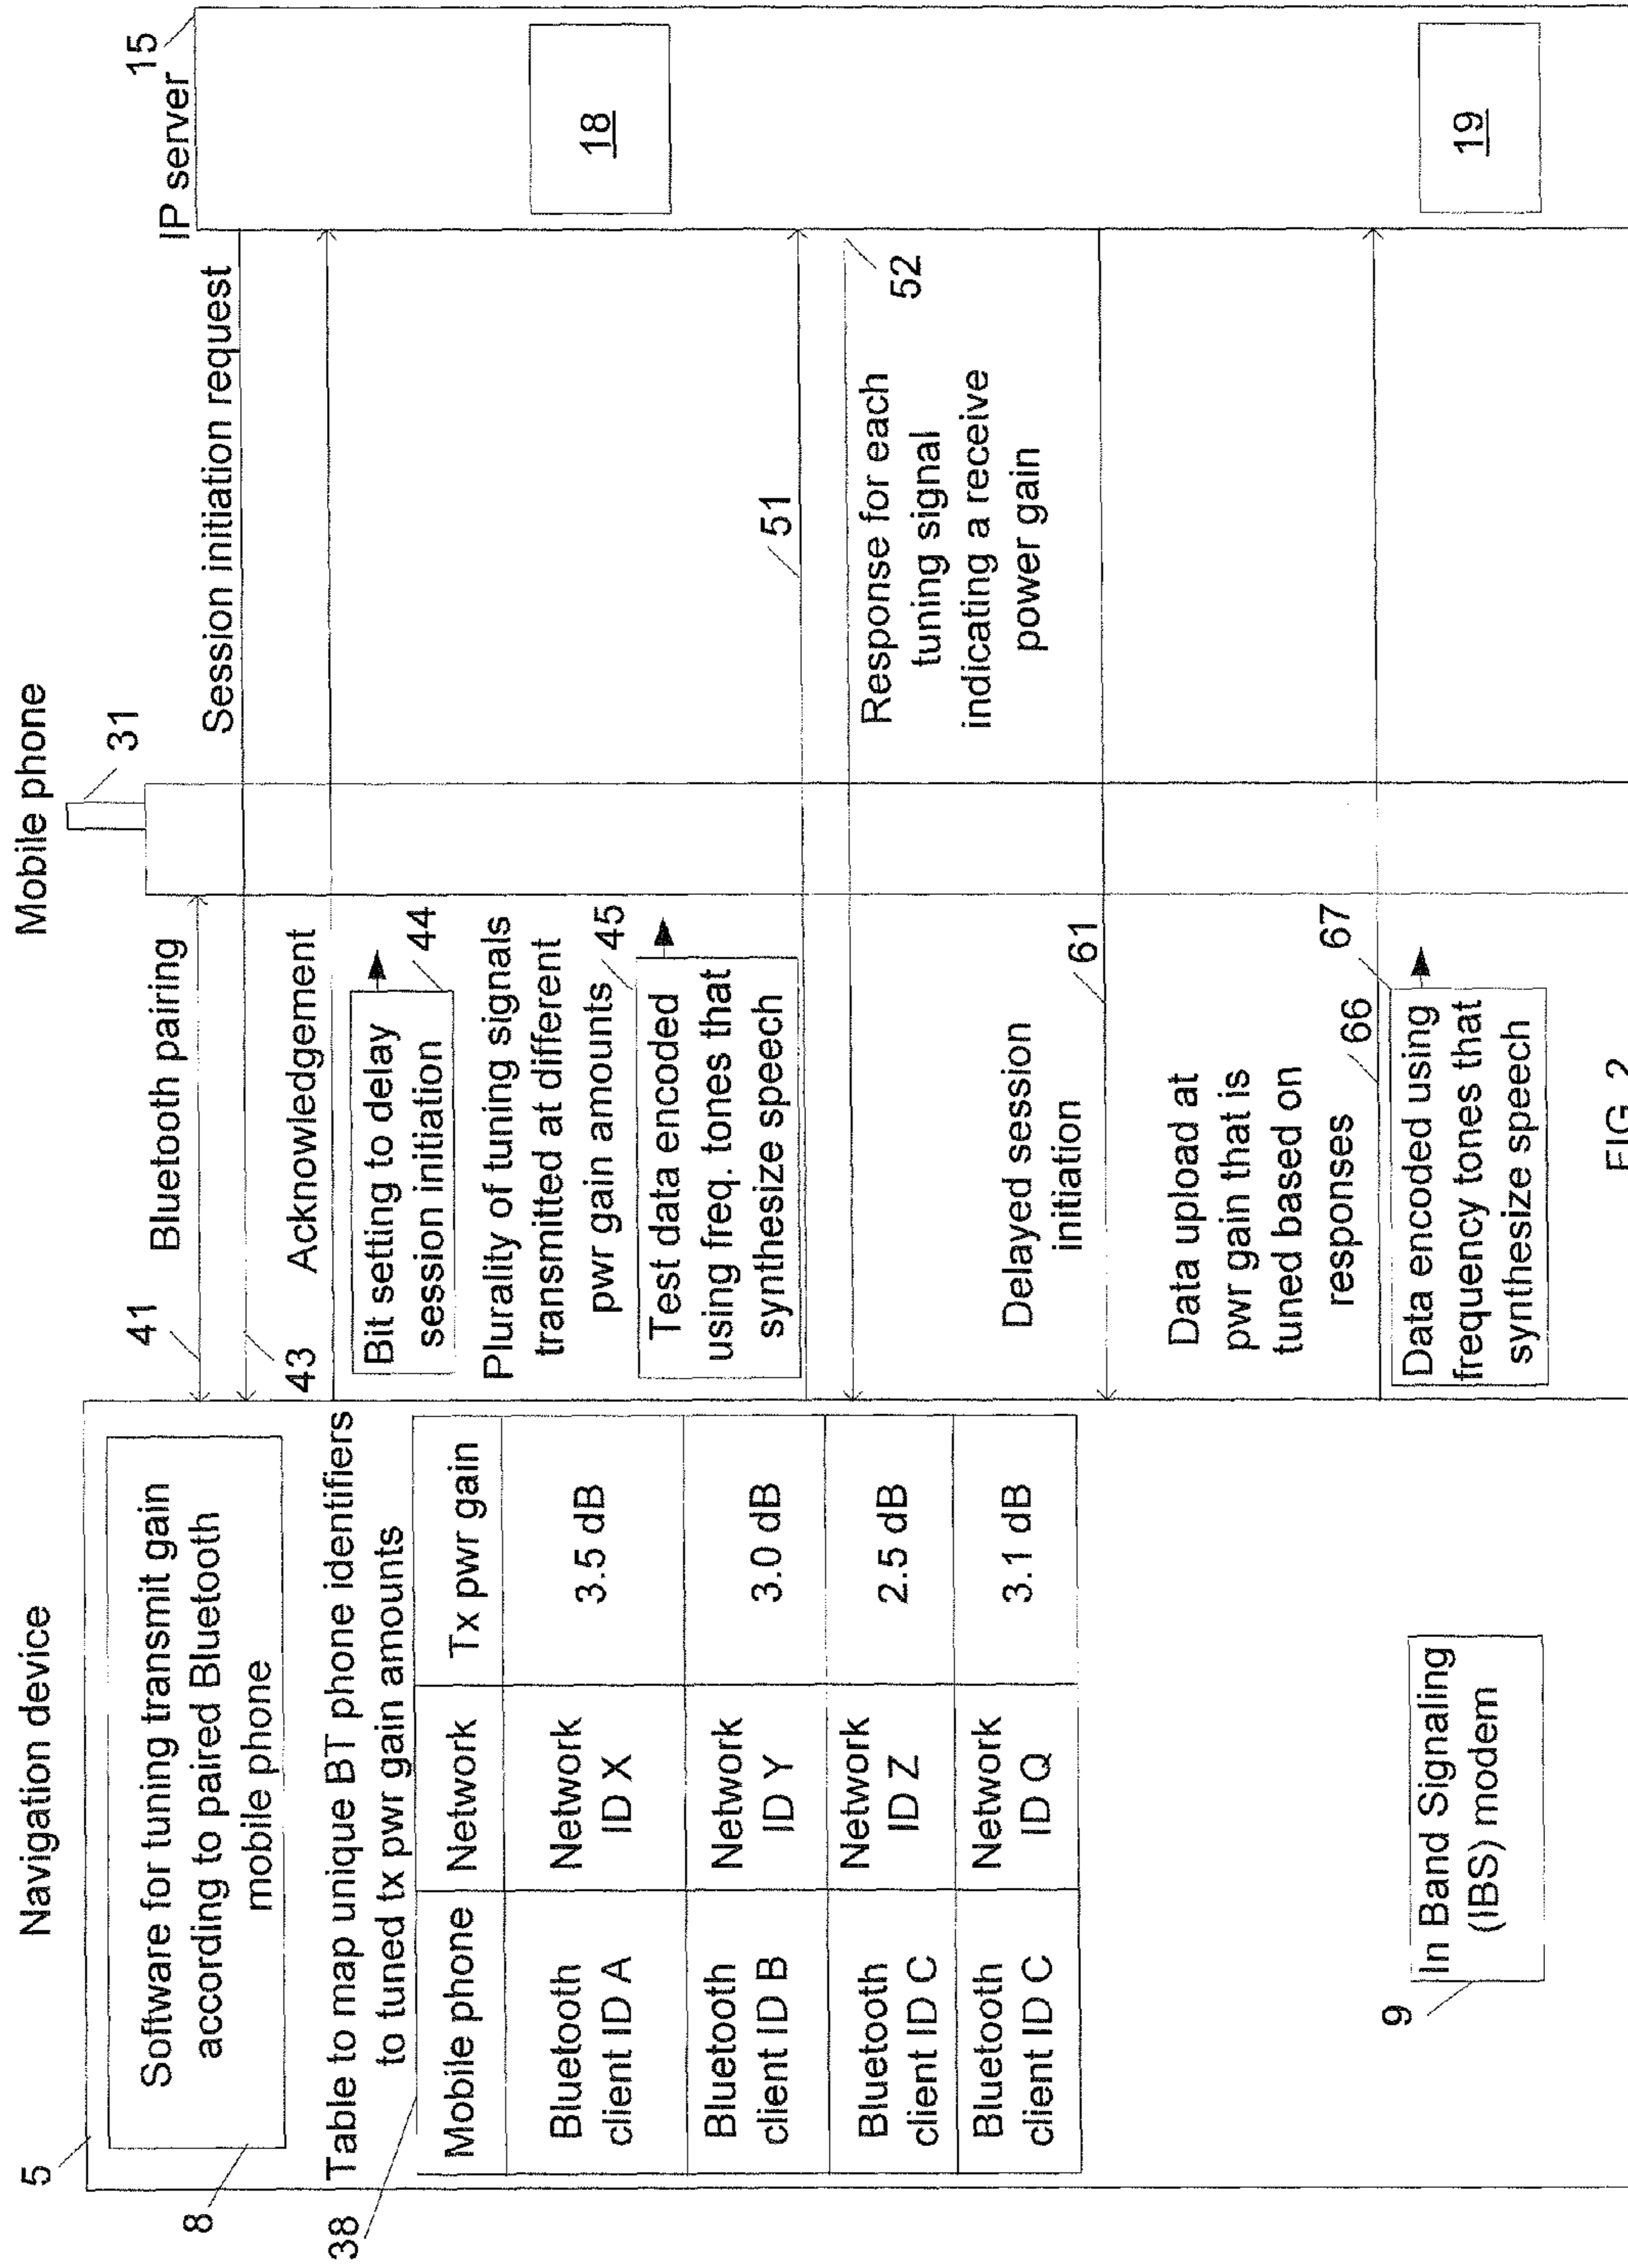 Navigation device
Mobile phone
5
8
Software for tuning transmit gain
according to paired Bluetooth
mobile phone
41
Bluetooth pairing
31
15
IP server
43
Session initiation request
Acknowledgement
38
Table to map unique BT phone identifiers
to tuned tx pwr gain amounts
Mobile phone
Network
Tx pwr gain
Bluetooth
client ID A
Network
ID X
3.5 dB
Bluetooth
client ID B
Network
ID Y
3.0 dB
Bluetooth
client ID C
Network
ID Z
2.5 dB
Bluetooth
client ID C
Network
ID Q
3.1 dB
Bit setting to delay
session initiation
44
Plurality of tuning signals
transmitted at different
pwr gain amounts
45
Test data encoded
using freq. tones that
synthesize speech
18
51
52
Response for each
tuning signal
indicating a receive
power gain
Delayed session
initiation
61
Data upload at
pwr gain that is
tuned based on
responses
66
67
Data encoded using
frequency tones that
synthesize speech
9
In Band Signaling
(IBS) modem
19
FIG. 2